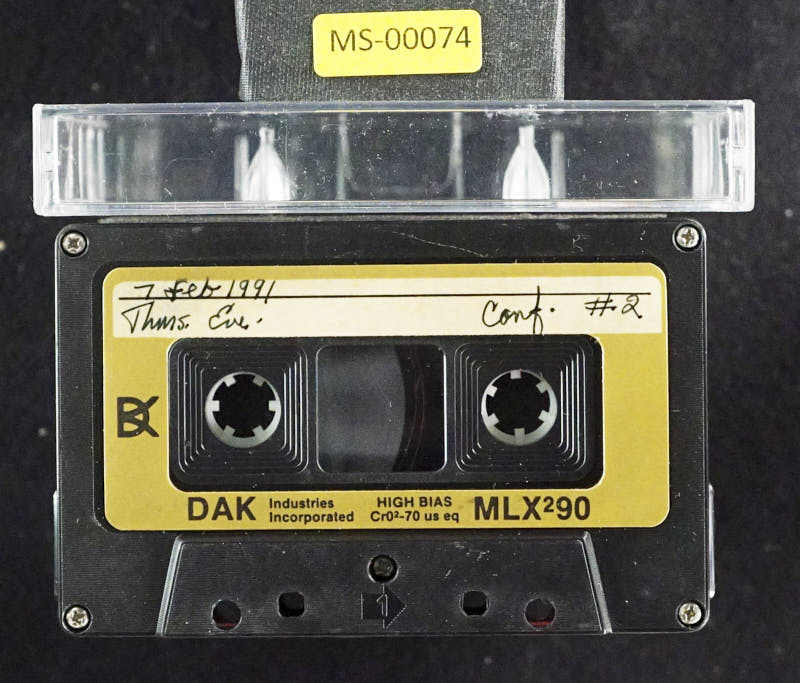 MS-00074
7 Feb 1991
Thurs. Eve. Conf. #.2
DAK Industries Incorporated HIGH BIAS Cr0²-70 us eq MLX²90
1